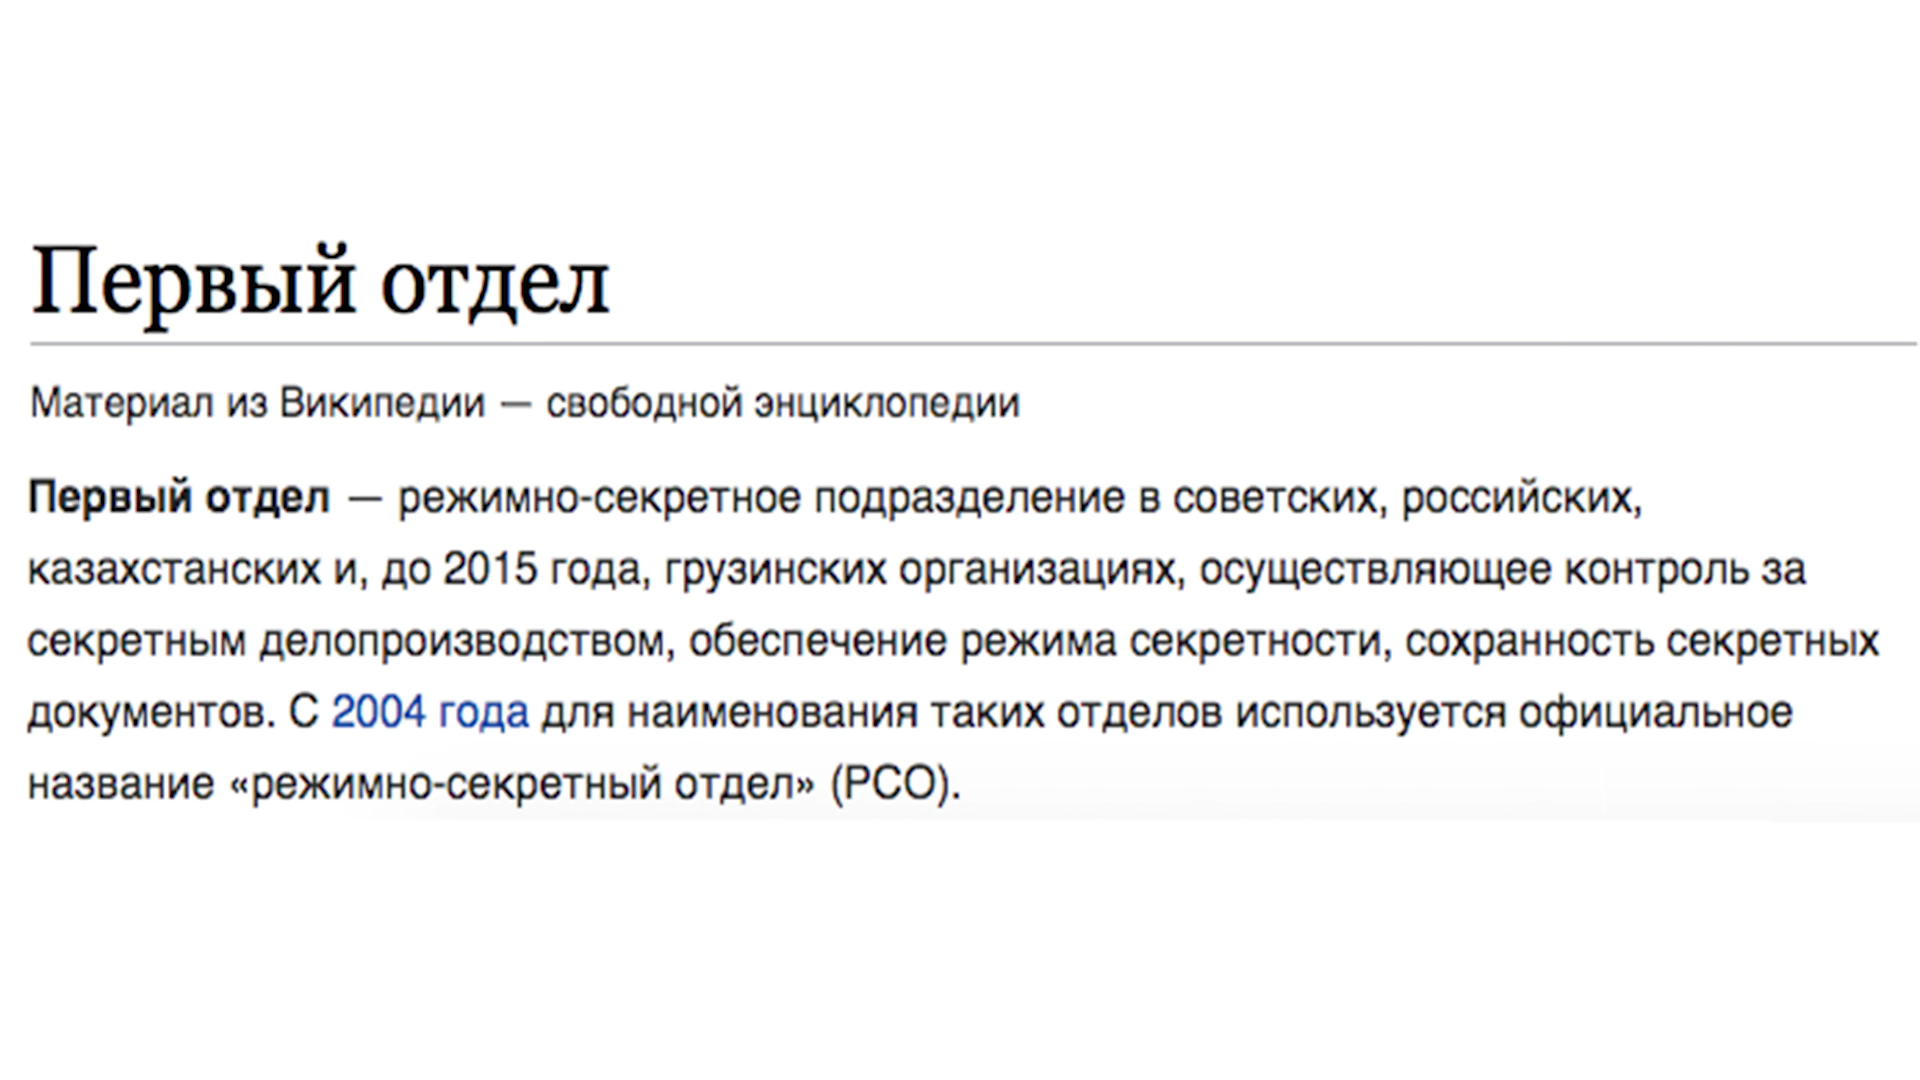 Первый отдел
Материал из Википедии — свободной энциклопедии
Первый отдел — режимно-секретное подразделение в советских, российских,
казахстанских и, до 2015 года, грузинских организациях, осуществляющее контроль за
секретным делопроизводством, обеспечение режима секретности, сохранность секретных
документов. С 2004 года для наименования таких отделов используется официальное
название «режимно-секретный отдел» (РСО).